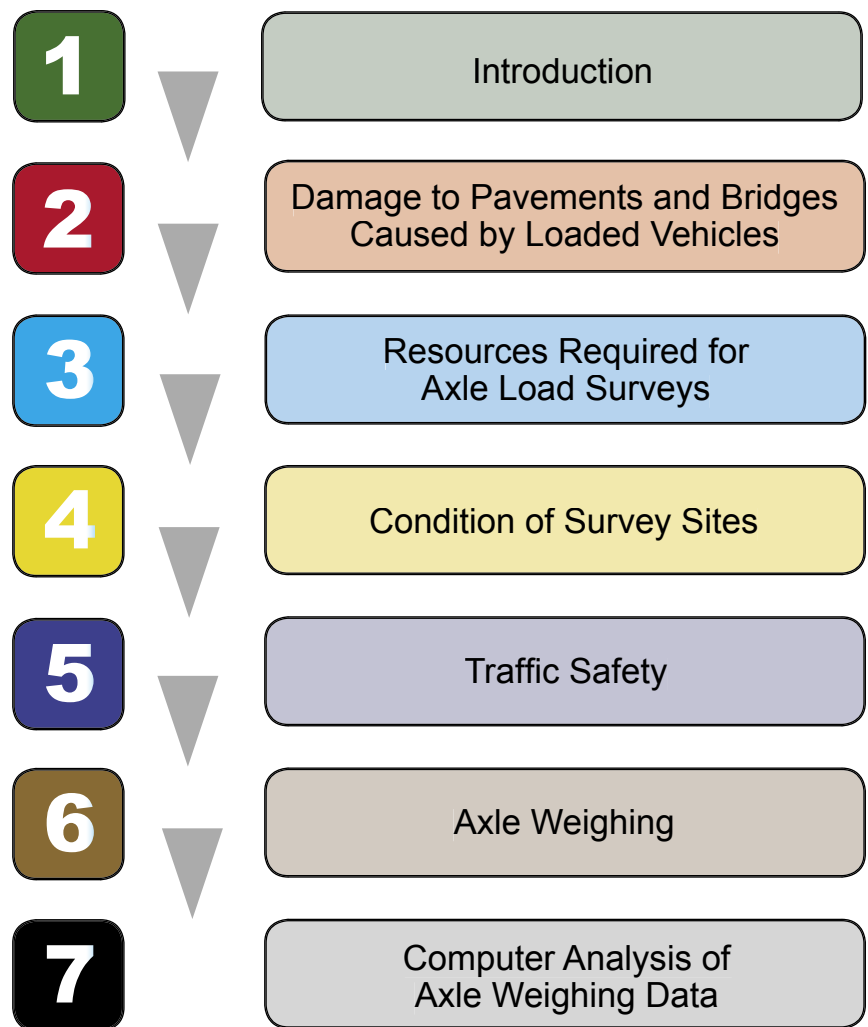 1
Introduction
2
Damage to Pavements and Bridges
Caused by Loaded Vehicles
3
Resources Required for
Axle Load Surveys
4
Condition of Survey Sites
5
Traffic Safety
6
Axle Weighing
7
Computer Analysis of
Axle Weighing Data